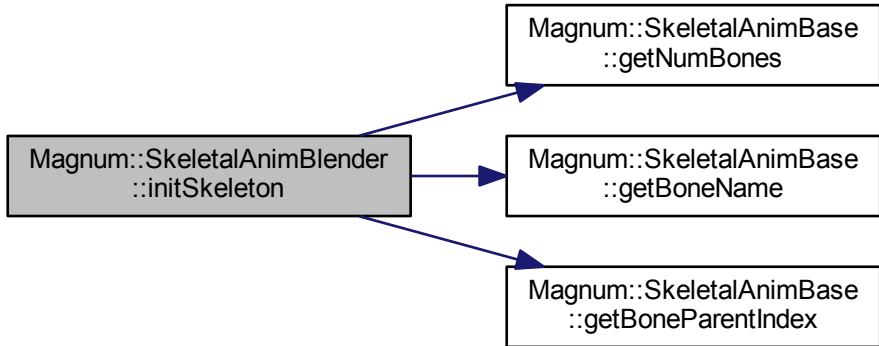 Magnum::SkeletalAnimBase
::getNumBones
Magnum::SkeletalAnimBlender
::initSkeleton
Magnum::SkeletalAnimBase
::getBoneName
Magnum::SkeletalAnimBase
::getBoneParentIndex